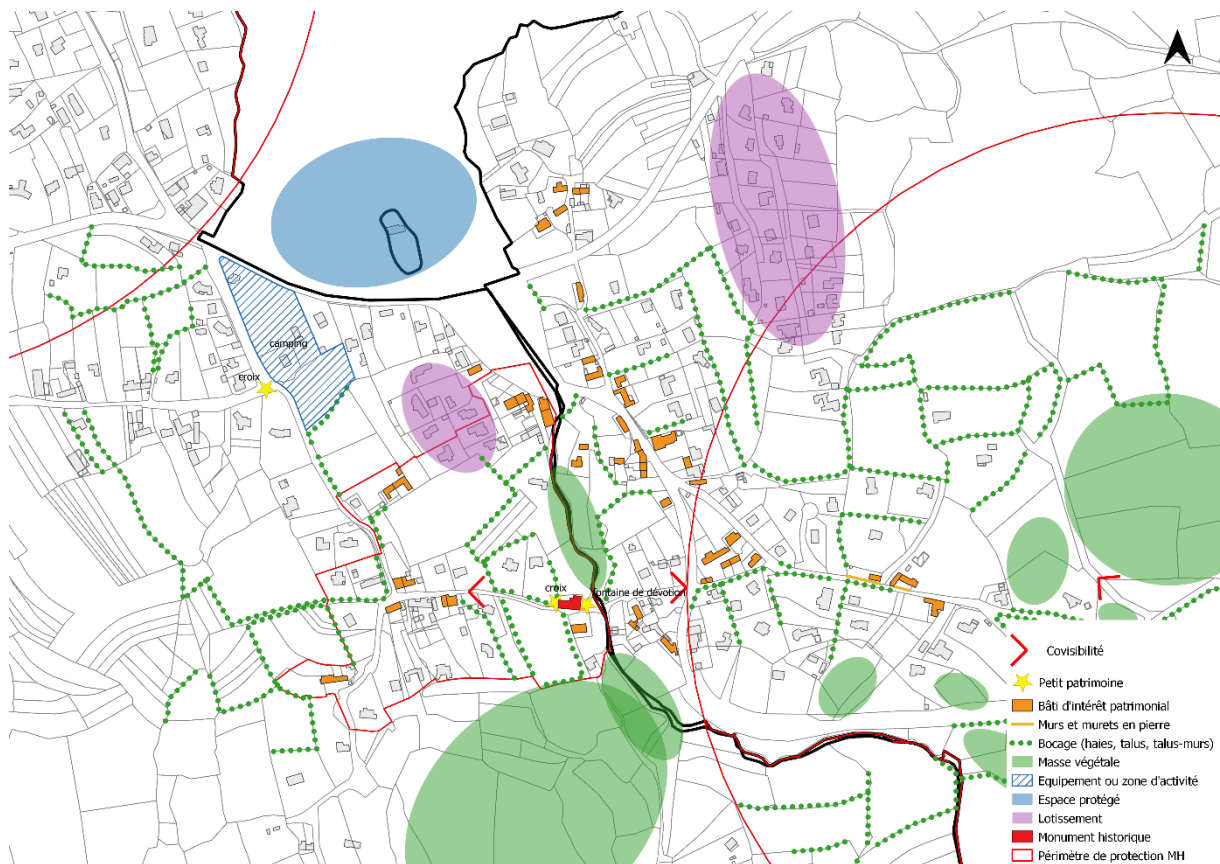 camping
croix
croix
fontaine de dévotion
Covisibilité
Petit patrimoine
Bâti d'intérêt patrimonial
Murs et murets en pierre
Bocage (haies, talus, talus-murs)
Masse végétale
Equipement ou zone d'activité
Espace protégé
Lotissement
Monument historique
Périmètre de protection MH